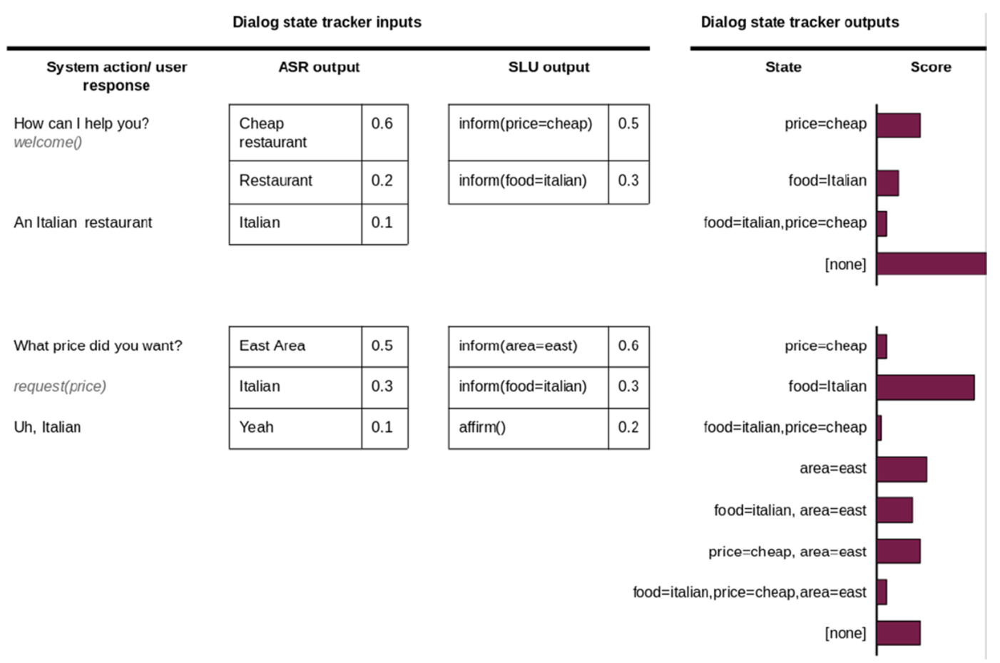 Dialog state tracker inputs
Dialog state tracker outputs
System action/ user
response
ASR output
SLU output
State
Score
How can I help you?
welcome()
An Italian restaurant
Cheap
restaurant
0.6
Restaurant
0.2
Italian
0.1
inform(price=cheap)
0.5
inform(food=italian)
0.3
price=cheap
food=Italian
food=italian,price=cheap
[none]
What price did you want?
request(price)
Uh, Italian
East Area
0.5
Italian
0.3
Yeah
0.1
inform(area=east)
0.6
inform(food=italian)
0.3
affirm()
0.2
price=cheap
food=Italian
food=italian,price=cheap
area=east
food=italian, area=east
price=cheap, area=east
food=italian,price=cheap,area=east
[none]